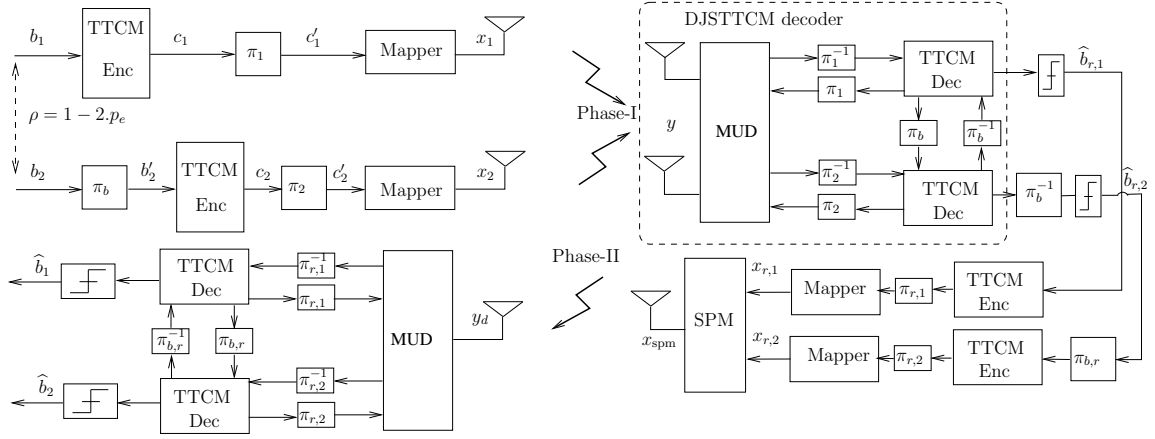 b_1
TTCM
Enc
c_1
π_1
c'_1
Mapper
x_1
ρ = 1 − 2.p_e
b_2
π_b
b'_2
TTCM
Enc
c_2
π_2
c'_2
Mapper
x_2
Phase-I
DJSTTCM decoder
y
MUD
π_1^{-1}
π_1
TTCM
Dec
b̂_{r,1}
π_b
π_b^{-1}
π_2^{-1}
π_2
TTCM
Dec
π_b^{-1}
b̂_{r,2}
b̂_1
TTCM
Dec
π_{r,1}^{-1}
π_{r,1}
π_{b,r}^{-1}
π_{b,r}
MUD
y_d
b̂_2
TTCM
Dec
π_{r,2}^{-1}
π_{r,2}
Phase-II
x_{spm}
SPM
x_{r,1}
Mapper
π_{r,1}
TTCM
Enc
x_{r,2}
Mapper
π_{r,2}
TTCM
Enc
π_{b,r}